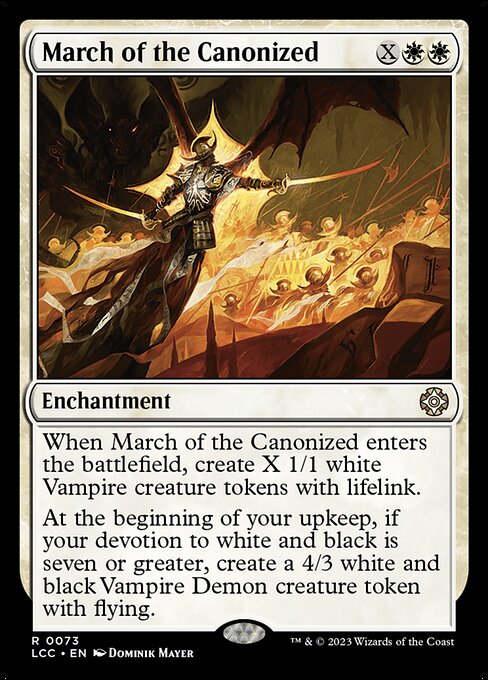 March of the Canonized X
Enchantment
When March of the Canonized enters
the battlefield, create X 1/1 white
Vampire creature tokens with lifelink.
At the beginning of your upkeep, if
your devotion to white and black is
seven or greater, create a 4/3 white and
black Vampire Demon creature token
with flying.
R 0073
LCC • EN Dominik Mayer
™ & © 2023 Wizards of the Coast